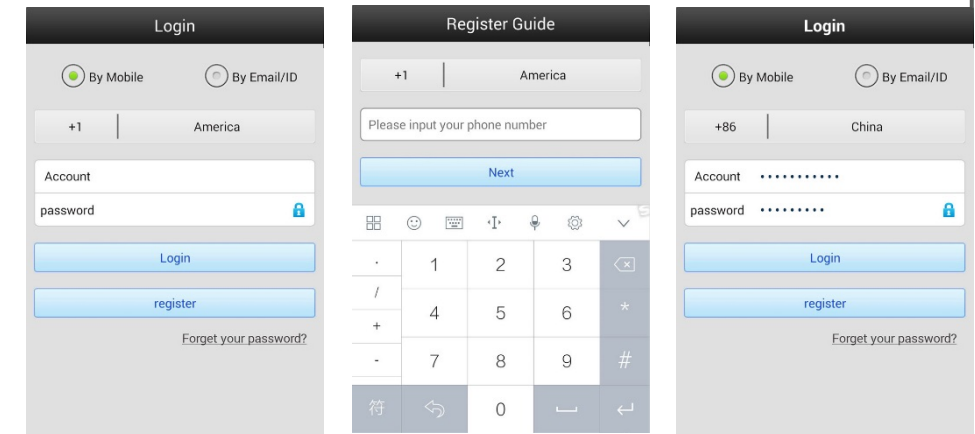 Login
By Mobile
By Email/ID
+1
America
Account
password
Login
register
Forget your password?
Register Guide
+1
America
Please input your phone number
Next
.
1
2
3
/
4
5
6
*
+
-
7
8
9
#
符
0
Login
By Mobile
By Email/ID
+86
China
Account ···········
password ·········
Login
register
Forget your password?